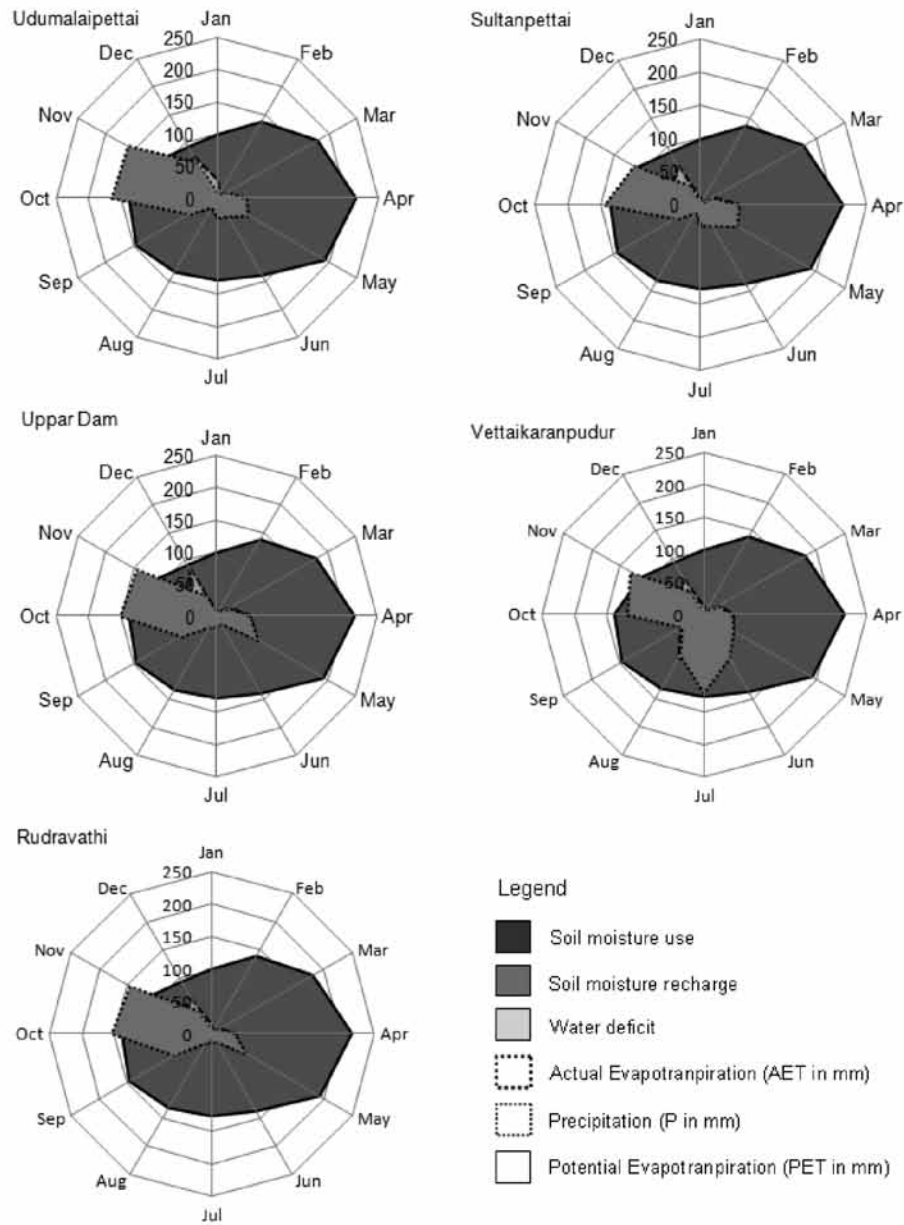 Udumalaipettai
Jan
Feb
Mar
Apr
May
Jun
Jul
Aug
Sep
Oct
Nov
Dec
250
200
150
100
50
0
Sultanpettai
Jan
Feb
Mar
Apr
May
Jun
Jul
Aug
Sep
Oct
Nov
Dec
250
200
150
100
50
0
Uppar Dam
Jan
Feb
Mar
Apr
May
Jun
Jul
Aug
Sep
Oct
Nov
Dec
250
200
150
100
50
0
Vettaikaranpudur
Jan
Feb
Mar
Apr
May
Jun
Jul
Aug
Sep
Oct
Nov
Dec
250
200
150
100
50
0
Rudravathi
Jan
Feb
Mar
Apr
May
Jun
Jul
Aug
Sep
Oct
Nov
Dec
250
200
150
100
50
0
Legend
Soil moisture use
Soil moisture recharge
Water deficit
Actual Evapotranpiration (AET in mm)
Precipitation (P in mm)
Potential Evapotranpiration (PET in mm)